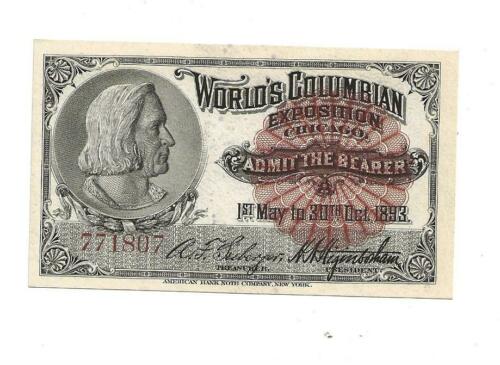 WORLD'S COLUMBIAN
EXPOSITION
CHICAGO,
ADMIT THE BEARER
A
1ST May to 30TH Oct. 1893.
771807
TREASURER.
PRESIDENT.
AMERICAN BANK NOTE COMPANY, NEW YORK.